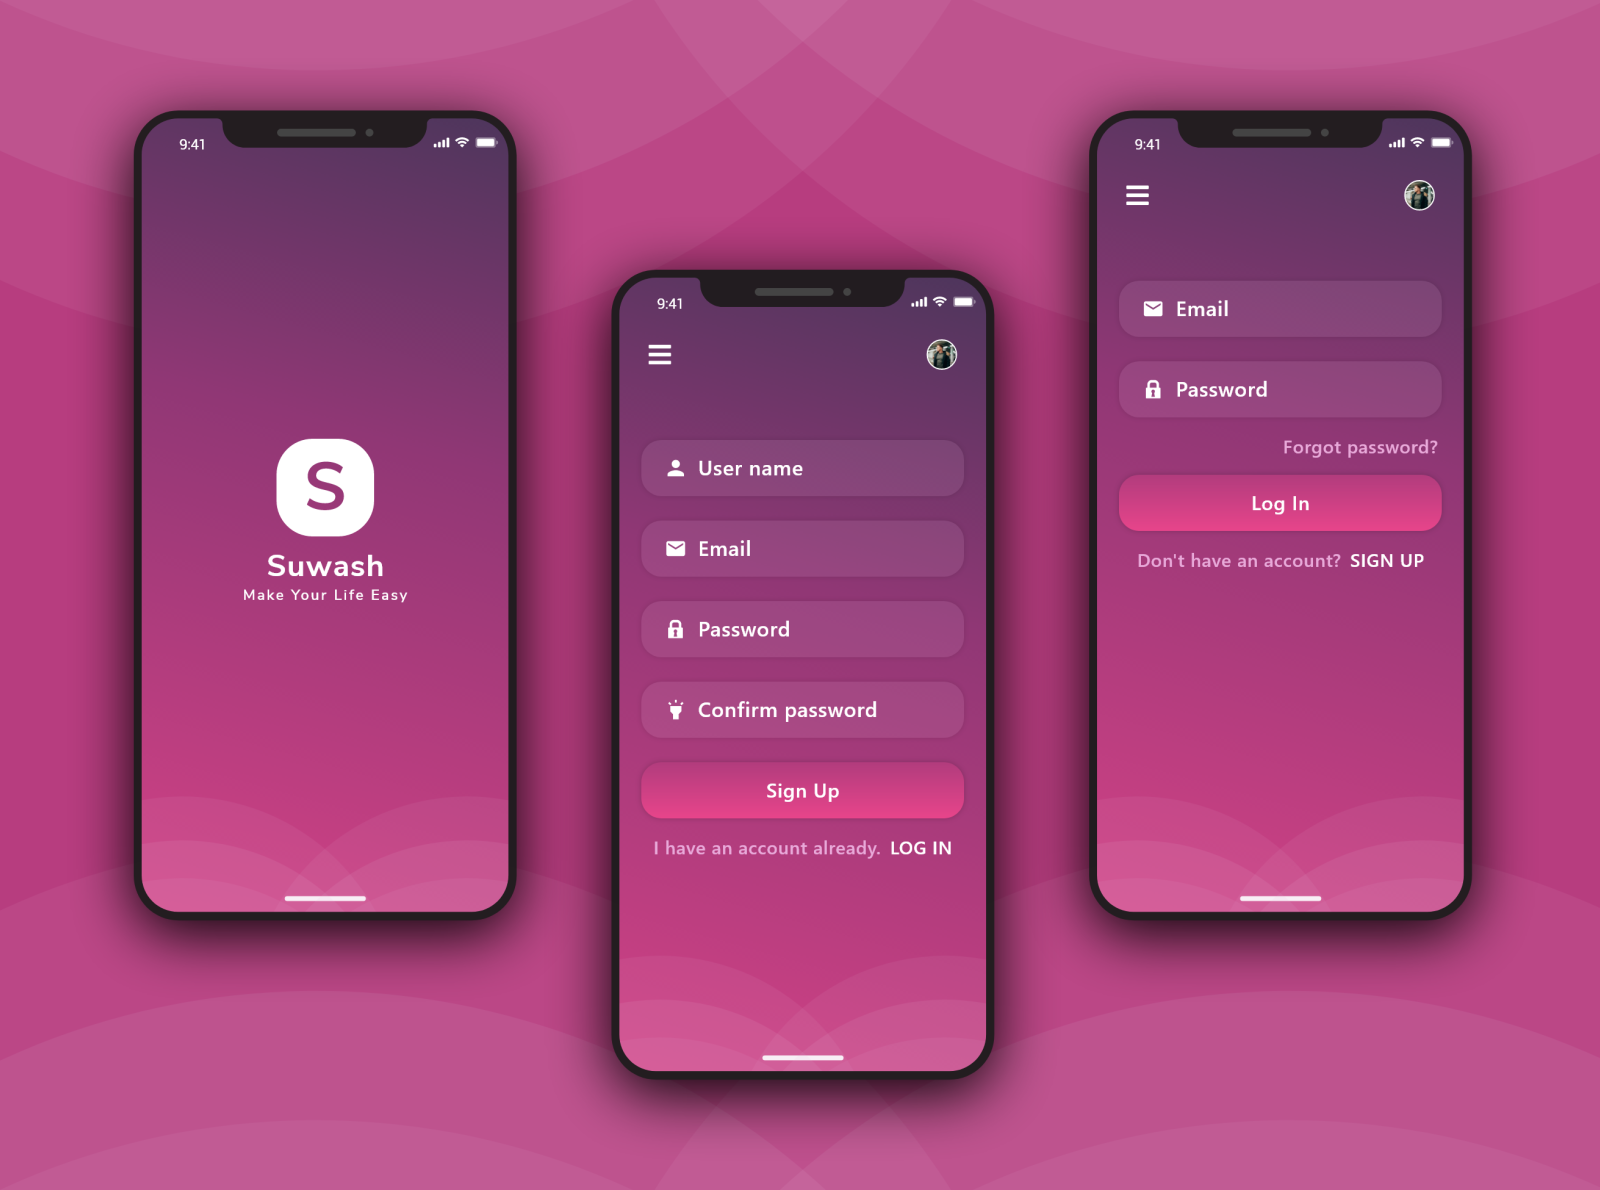 9:41
S
Suwash
Make Your Life Easy
9:41
User name
Email
Password
Confirm password
Sign Up
I have an account already. LOG IN
9:41
Email
Password
Forgot password?
Log In
Don't have an account? SIGN UP